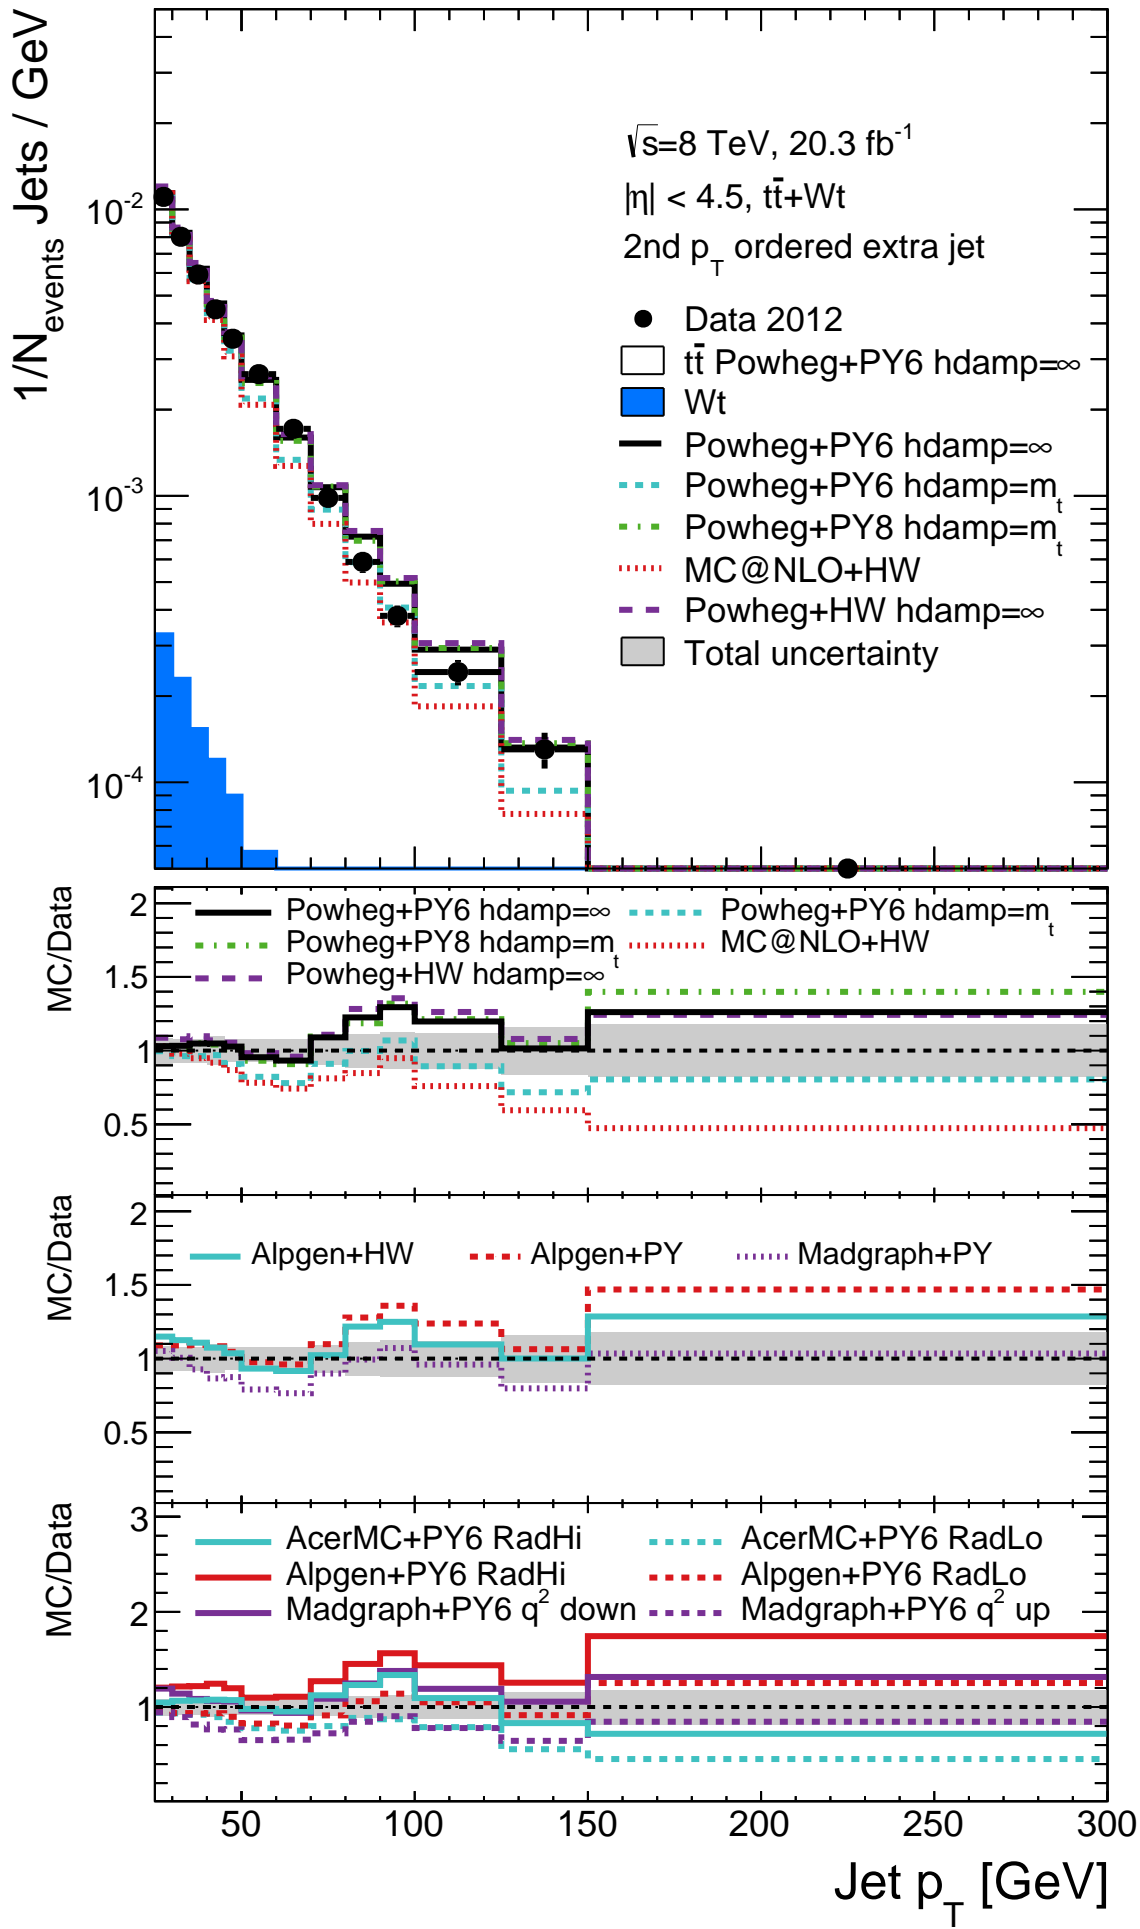 1/N_events Jets / GeV
10^-2
10^-3
10^-4
√s=8 TeV, 20.3 fb^-1
|η| < 4.5, tt̄+Wt
2nd p_T ordered extra jet
Data 2012
tt̄ Powheg+PY6 hdamp=∞
Wt
Powheg+PY6 hdamp=∞
Powheg+PY6 hdamp=m_t
Powheg+PY8 hdamp=m_t
MC@NLO+HW
Powheg+HW hdamp=∞
Total uncertainty
MC/Data
2
1.5
1
0.5
Powheg+PY6 hdamp=∞ Powheg+PY6 hdamp=m_t
Powheg+PY8 hdamp=m_t MC@NLO+HW
Powheg+HW hdamp=∞
MC/Data
2
1.5
1
0.5
Alpgen+HW Alpgen+PY Madgraph+PY
MC/Data
3
2
1
AcerMC+PY6 RadHi AcerMC+PY6 RadLo
Alpgen+PY6 RadHi Alpgen+PY6 RadLo
Madgraph+PY6 q² down Madgraph+PY6 q² up
50 100 150 200 250 300
Jet p_T [GeV]